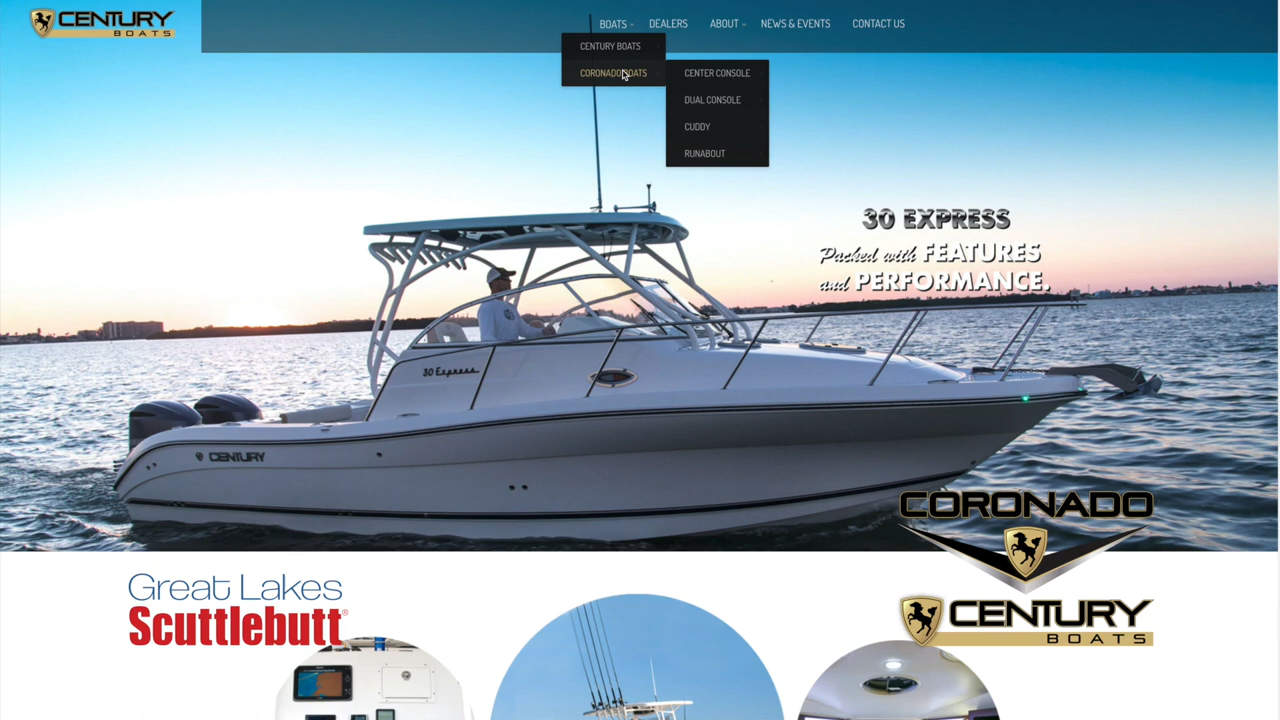 CENTURY
BOATS
BOATS
DEALERS
ABOUT
NEWS & EVENTS
CONTACT US
CENTURY BOATS
CORONADO BOATS
CENTER CONSOLE
DUAL CONSOLE
CUDDY
RUNABOUT
30 EXPRESS
Packed with FEATURES
and PERFORMANCE.
30 Express
CENTURY
CORONADO
Great Lakes
Scuttlebutt®
CENTURY
BOATS